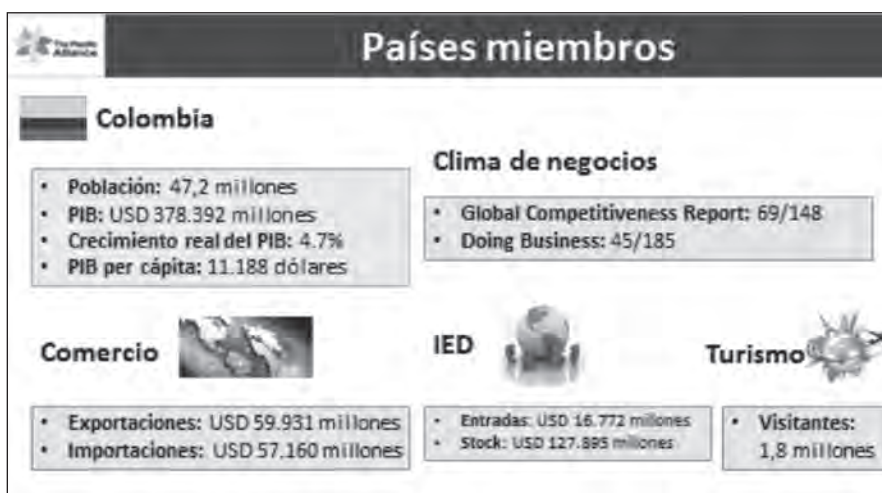 The Pacific
Alliance
Países miembros
Colombia
• Población: 47,2 millones
• PIB: USD 378.392 millones
• Crecimiento real del PIB: 4.7%
• PIB per cápita: 11.188 dólares
Clima de negocios
• Global Competitiveness Report: 69/148
• Doing Business: 45/185
Comercio
• Exportaciones: USD 59.931 millones
• Importaciones: USD 57.160 millones
IED
• Entradas: USD 16.772 millones
• Stock: USD 127.895 millones
Turismo
• Visitantes:
1,8 millones